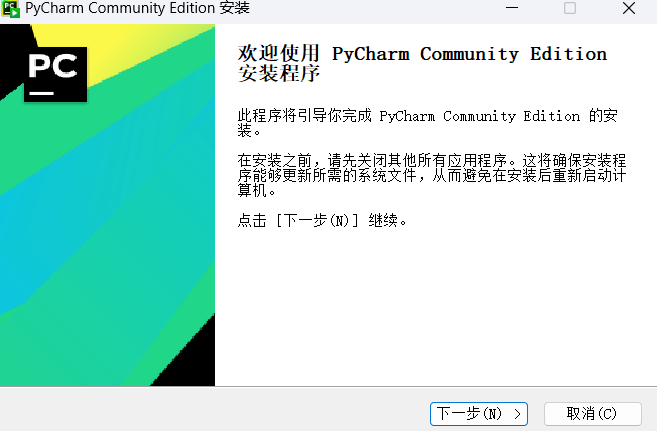 PC PyCharm Community Edition 安装
PC
欢迎使用 PyCharm Community Edition
安装程序
此程序将引导你完成 PyCharm Community Edition 的安
装。
在安装之前，请先关闭其他所有应用程序。这将确保安装程
序能够更新所需的系统文件，从而避免在安装后重新启动计
算机。
点击 [下一步(N)] 继续。
下一步(N) >
取消(C)